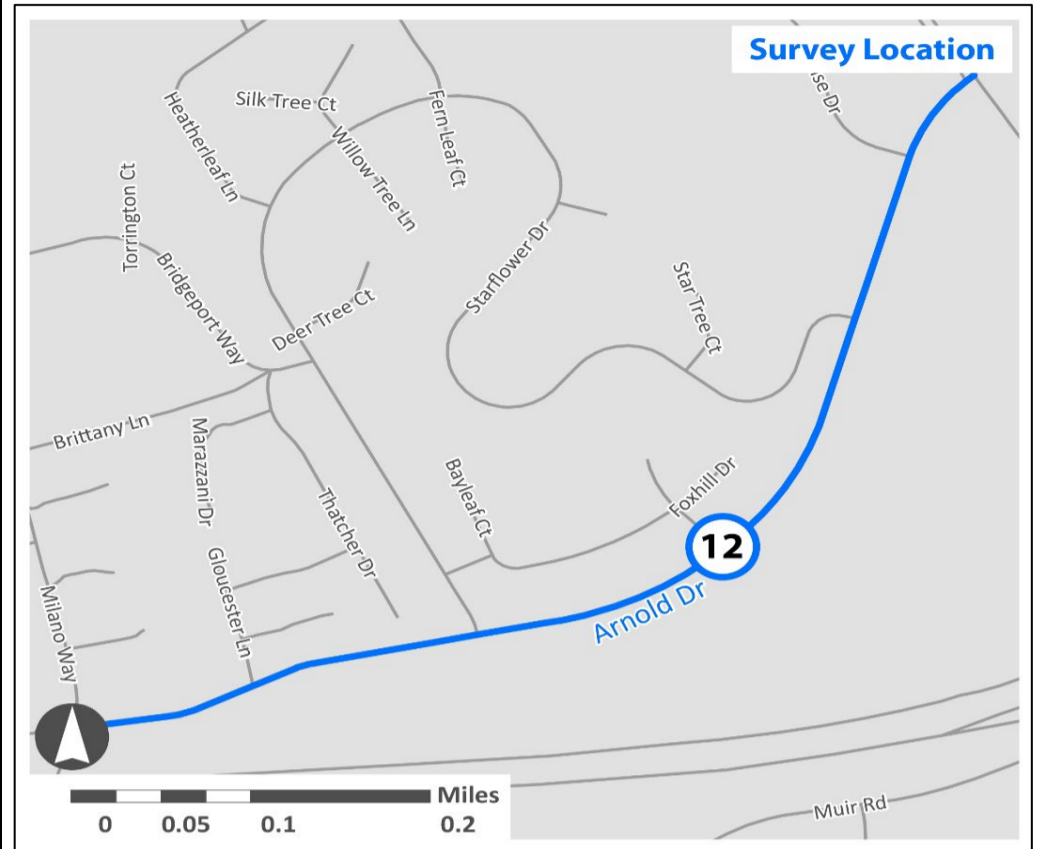 Survey Location
se Dr
Silk Tree Ct
Heatherleaf Ln
Fern Leaf Ct
Willow Tree Ln
Torrington Ct
Bridgeport Way
Starflower Dr
Star Tree Ct
Deer Tree Ct
Brittany Ln
Marazzani Dr
Bayleaf Ct
Foxhill Dr
Thatcher Dr
12
Gloucester Ln
Milano Way
Arnold Dr
Miles
0 0.05 0.1 0.2
Muir Rd